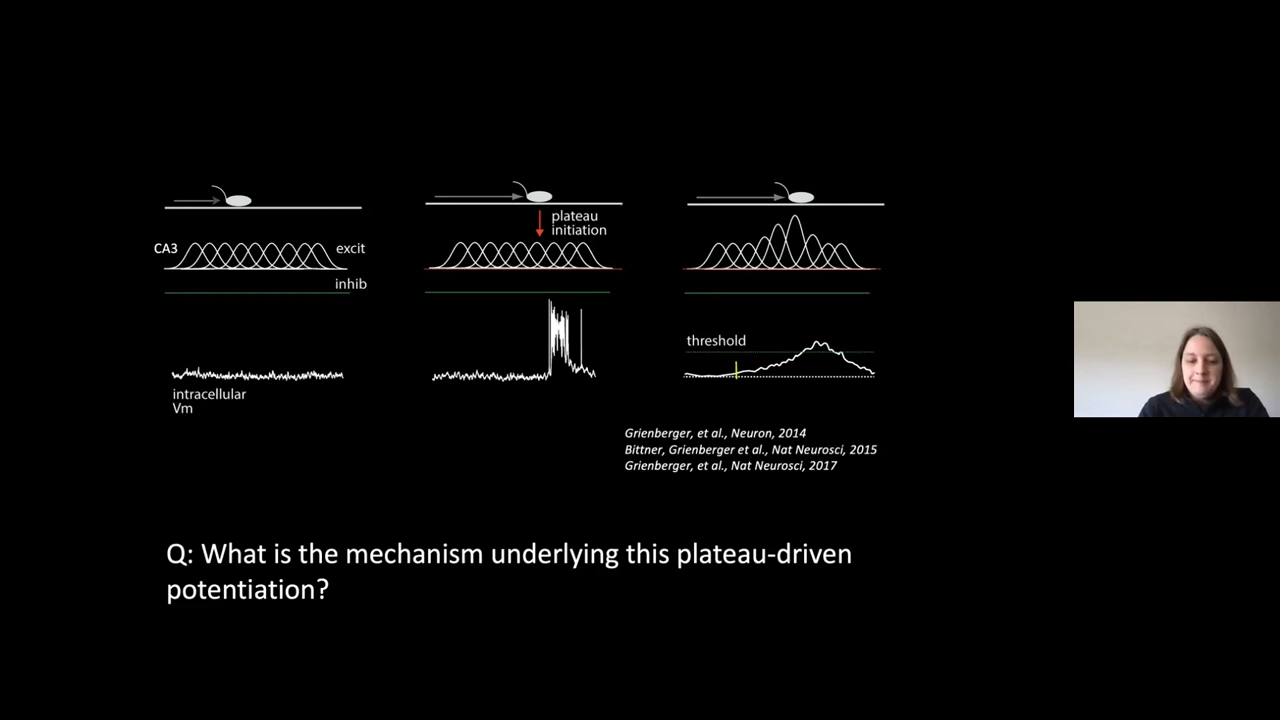 plateau
initiation
CA3
excit
inhib
threshold
intracellular
Vm
Grienberger, et al., Neuron, 2014
Bittner, Grienberger et al., Nat Neurosci, 2015
Grienberger, et al., Nat Neurosci, 2017
Q: What is the mechanism underlying this plateau-driven
potentiation?